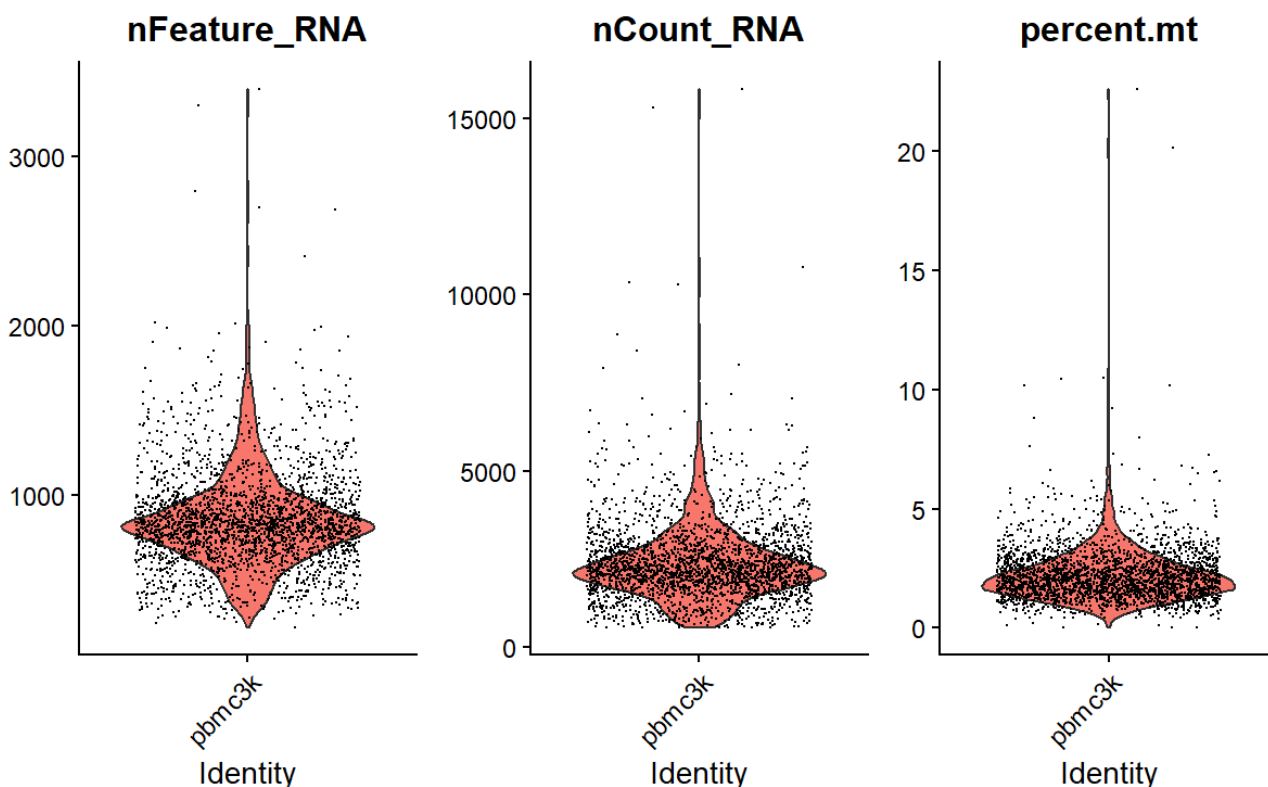 nFeature_RNA
3000
2000
1000
pbmc3k
Identity
nCount_RNA
15000
10000
5000
0
pbmc3k
Identity
percent.mt
20
15
10
5
0
pbmc3k
Identity